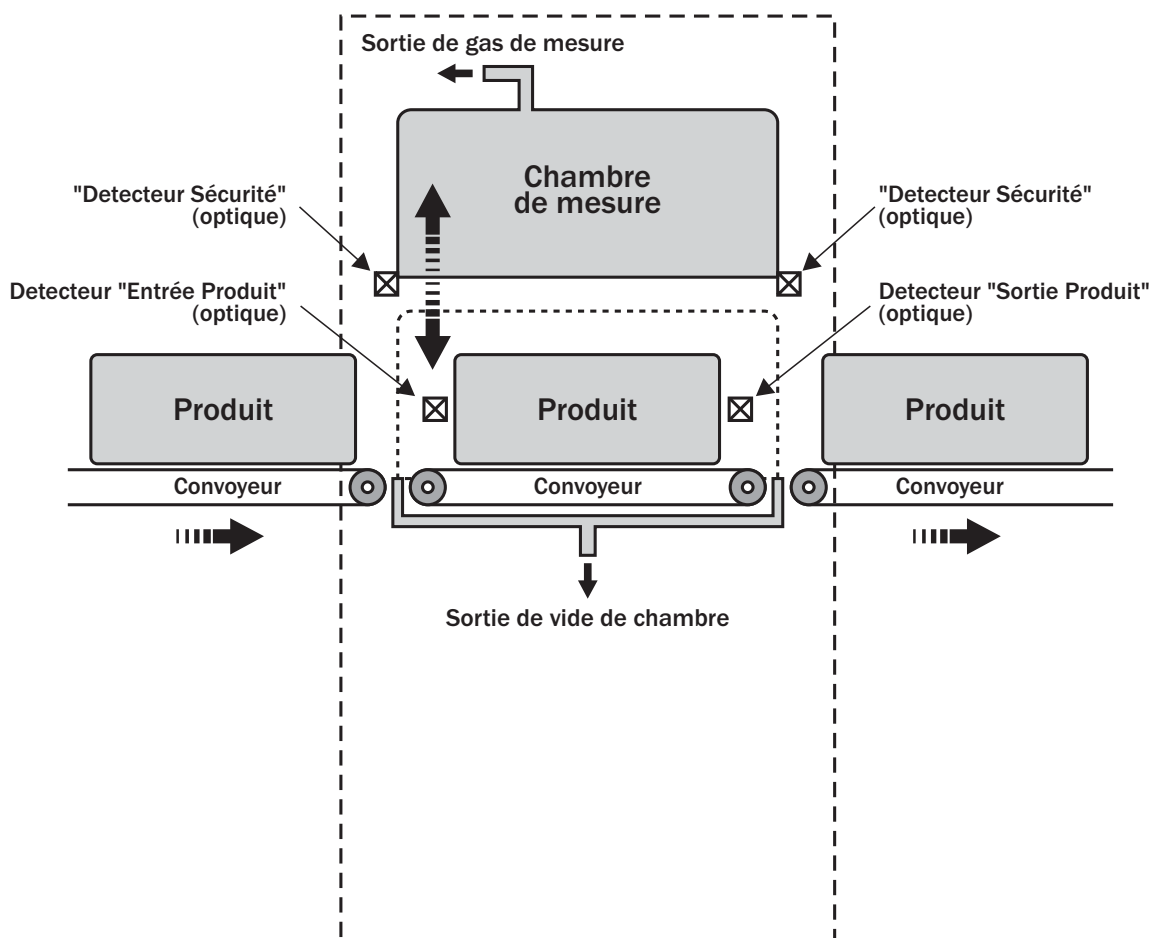 Sortie de gas de mesure
Chambre
de mesure
"Detecteur Sécurité"
(optique)
"Detecteur Sécurité"
(optique)
Detecteur "Entrée Produit"
(optique)
Detecteur "Sortie Produit"
(optique)
Produit
Produit
Produit
Convoyeur
Convoyeur
Convoyeur
Sortie de vide de chambre